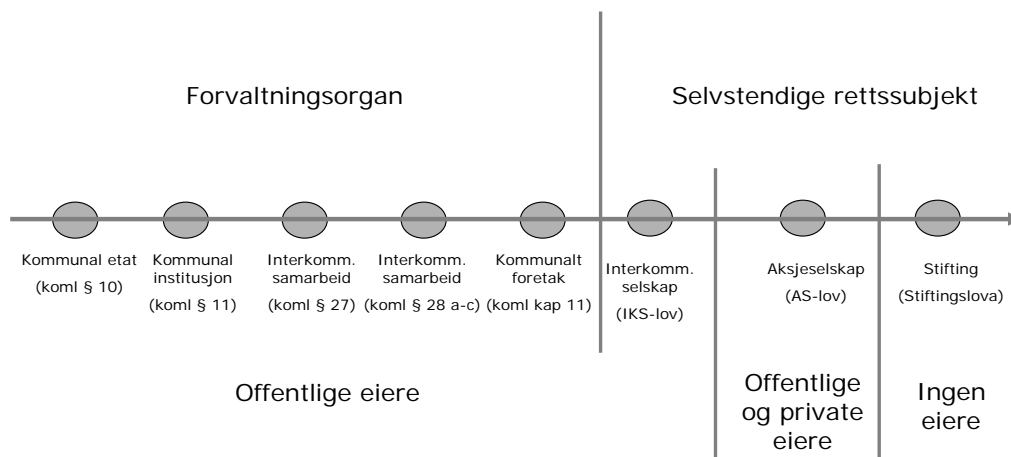 Forvaltningsorgan
Selvstendige rettssubjekt
Kommunal etat
(koml § 10)
Kommunal
institusjon
(koml § 11)
Interkomm.
samarbeid
(koml § 27)
Interkomm.
samarbeid
(koml § 28 a-c)
Kommunalt
foretak
(koml kap 11)
Interkomm.
selskap
(IKS-lov)
Aksjeselskap
(AS-lov)
Stifting
(Stiftingslova)
Offentlige eiere
Offentlige
og private
eiere
Ingen
eiere